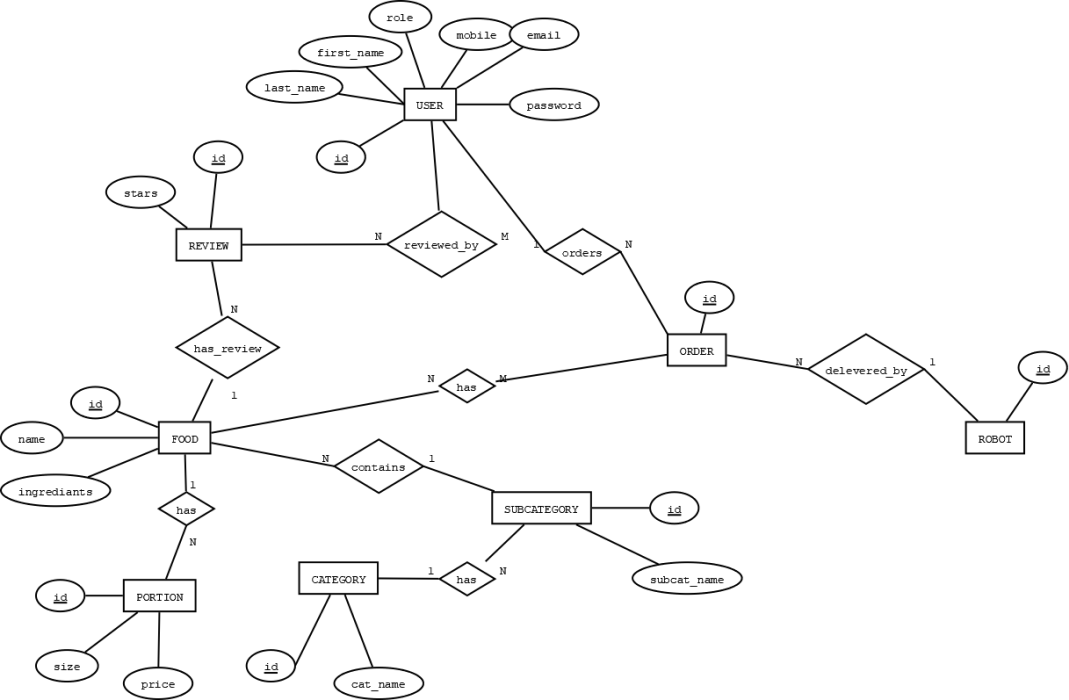 role
mobile
email
first_name
last_name
USER
password
id
id
stars
REVIEW
N
reviewed_by
M
1
orders
N
id
N
has_review
1
ORDER
N
delevered_by
1
id
N
has
M
id
name
FOOD
ROBOT
ingrediants
N
contains
1
1
has
N
SUBCATEGORY
id
CATEGORY
1
has
N
subcat_name
id
PORTION
size
price
id
cat_name